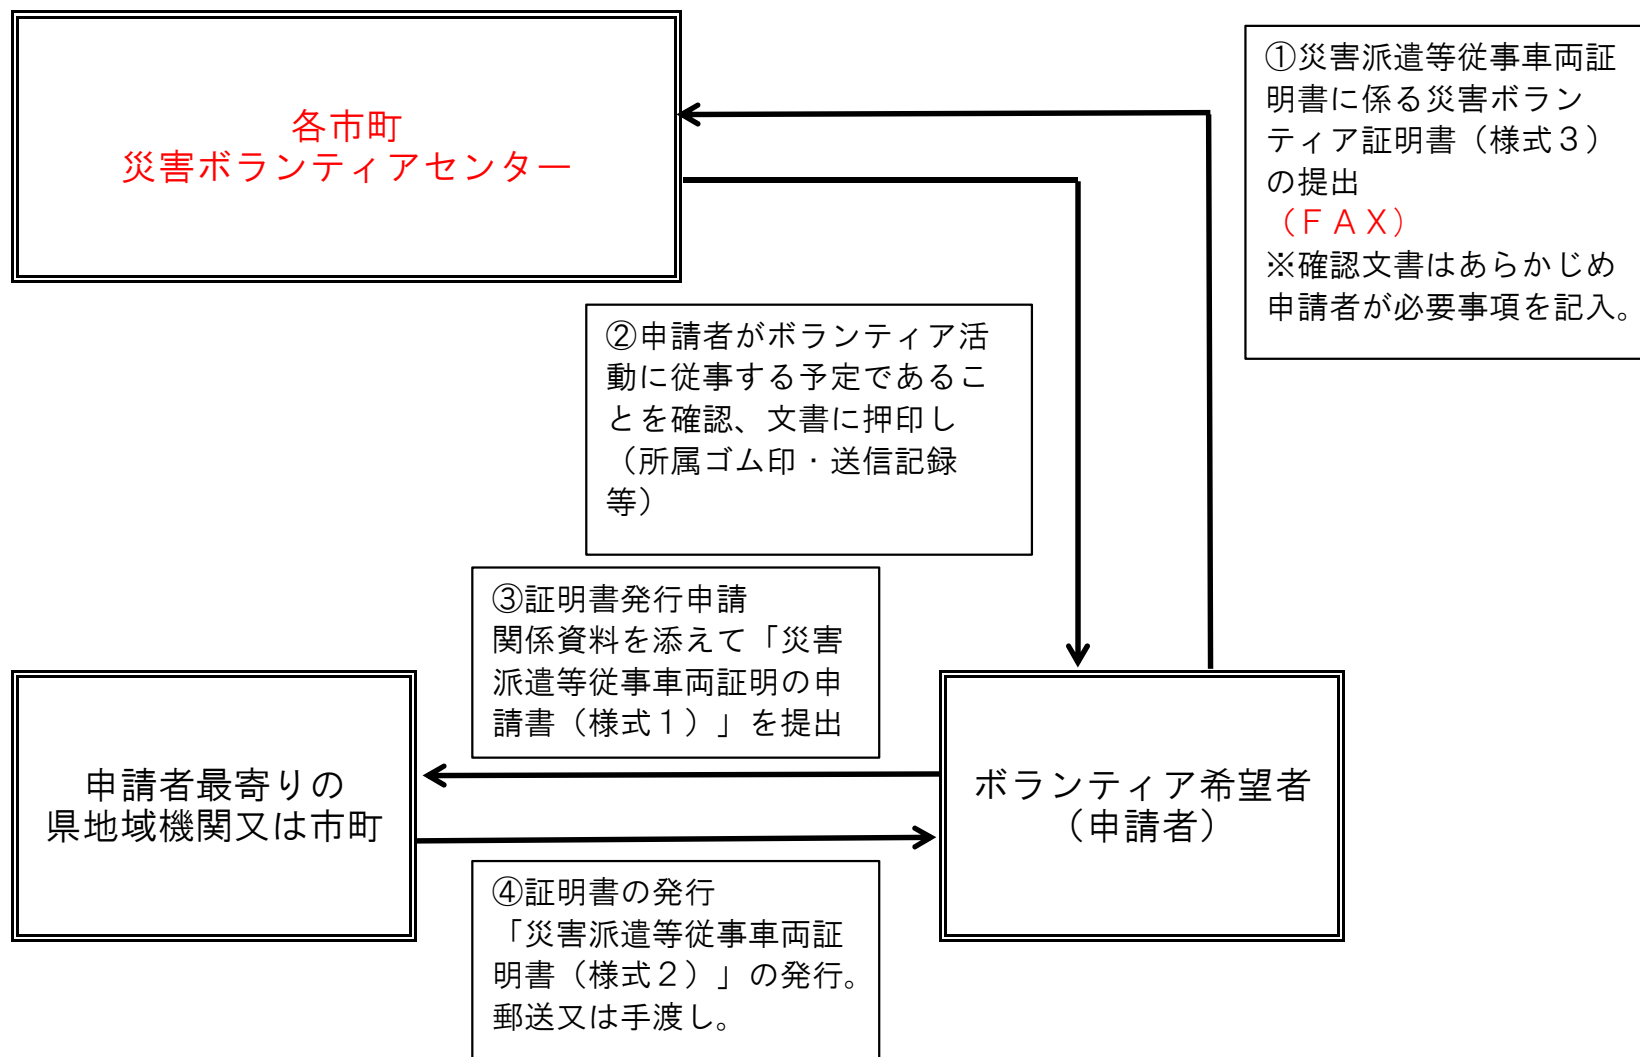 各市町
災害ボランティアセンター
①災害派遣等従事車両証
明書に係る災害ボラン
ティア証明書（様式３）
の提出
（ＦＡＸ）
※確認文書はあらかじめ
申請者が必要事項を記入。
②申請者がボランティア活
動に従事する予定であるこ
とを確認、文書に押印し
（所属ゴム印・送信記録
等）
③証明書発行申請
関係資料を添えて「災害
派遣等従事車両証明の申
請書（様式１）」を提出
申請者最寄りの
県地域機関又は市町
ボランティア希望者
（申請者）
④証明書の発行
「災害派遣等従事車両証
明書（様式２）」の発行。
郵送又は手渡し。